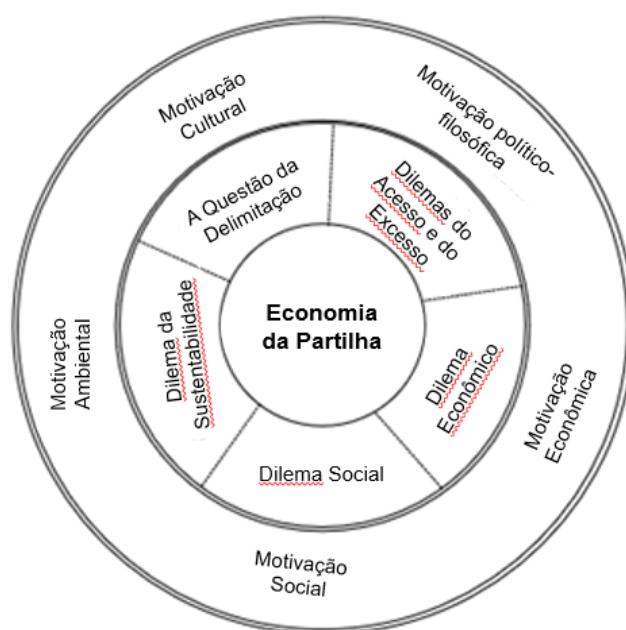 Motivação
Cultural
Motivação político-
filosófica
A Questão da
Delimitação
Dilemas do
Acesso e do
Excesso
Economia
da Partilha
Dilema da
Sustentabilidade
Motivação
Ambiental
Dilema
Econômico
Motivação
Econômica
Dilema Social
Motivação
Social